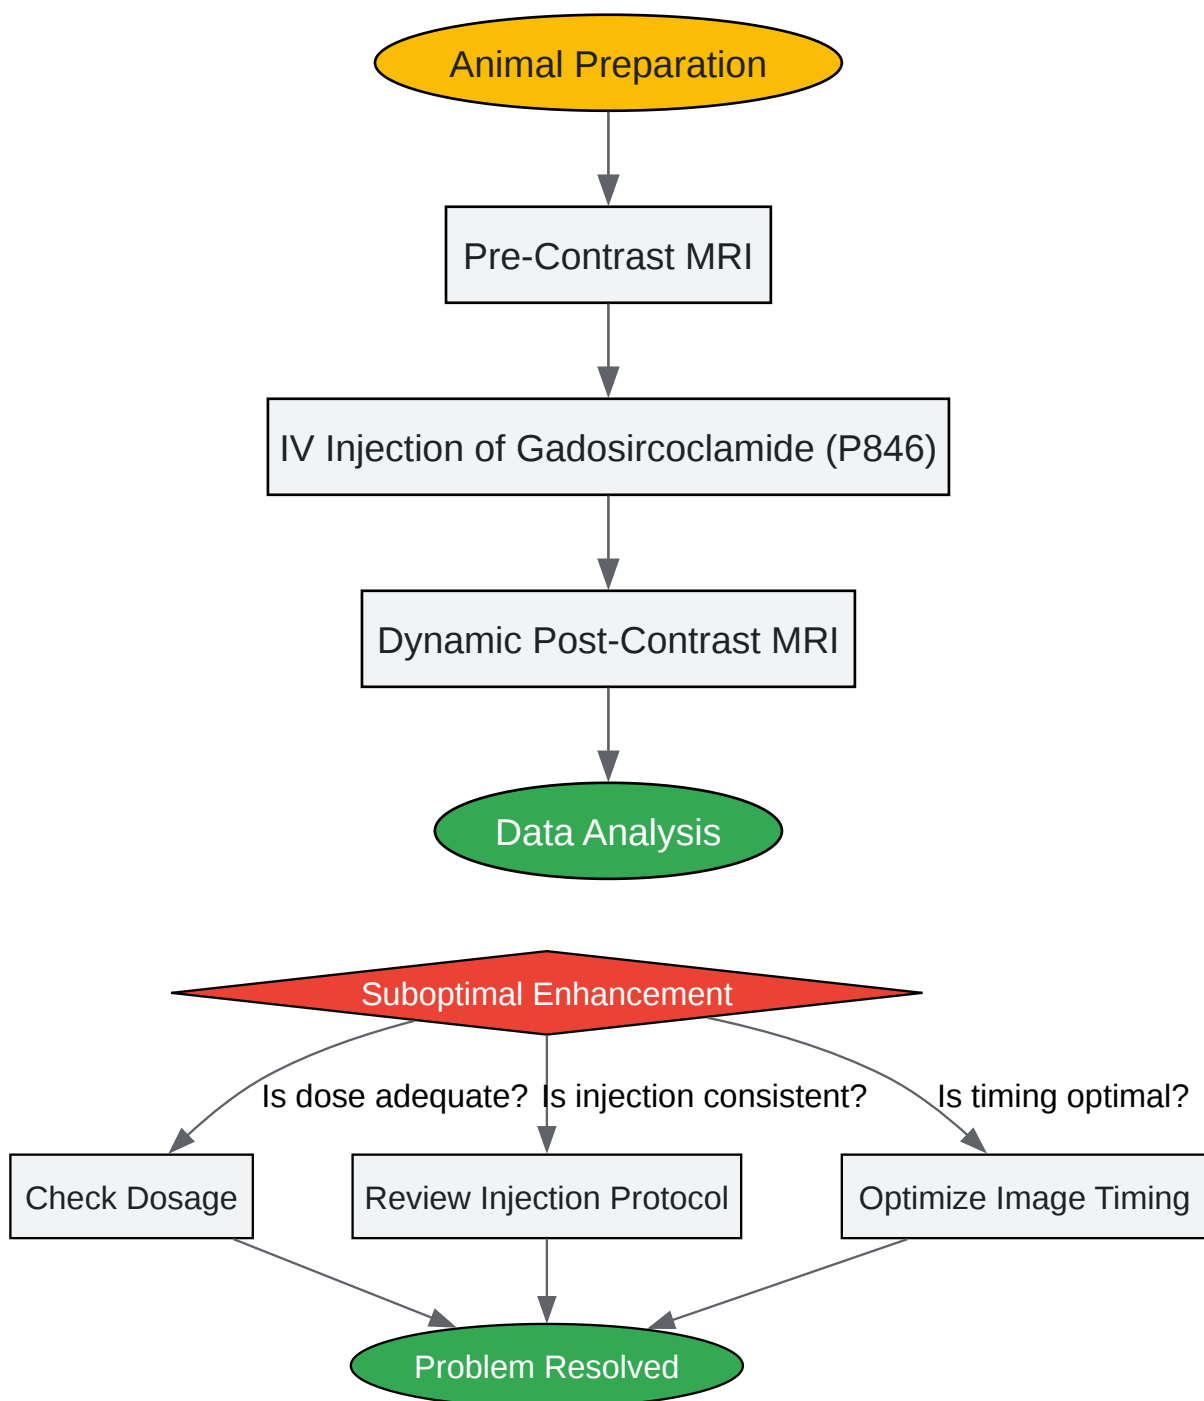 Animal Preparation
Pre-Contrast MRI
IV Injection of Gadosircoclamide (P846)
Dynamic Post-Contrast MRI
Data Analysis
Suboptimal Enhancement
Is dose adequate?
Is injection consistent?
Is timing optimal?
Check Dosage
Review Injection Protocol
Optimize Image Timing
Problem Resolved